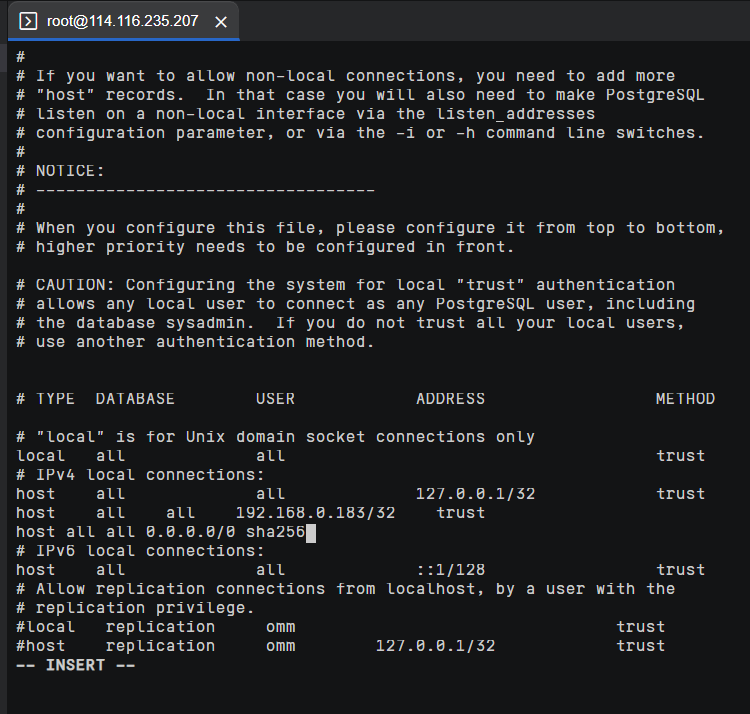 root@114.116.235.207
#
# If you want to allow non-local connections, you need to add more
# "host" records.  In that case you will also need to make PostgreSQL
# listen on a non-local interface via the listen_addresses
# configuration parameter, or via the -i or -h command line switches.
#
# NOTICE:
# ----------------------------------
#
# When you configure this file, please configure it from top to bottom,
# higher priority needs to be configured in front.

# CAUTION: Configuring the system for local "trust" authentication
# allows any local user to connect as any PostgreSQL user, including
# the database sysadmin.  If you do not trust all your local users,
# use another authentication method.


# TYPE  DATABASE        USER            ADDRESS                 METHOD

# "local" is for Unix domain socket connections only
local   all             all                                     trust
# IPv4 local connections:
host    all             all             127.0.0.1/32            trust
host    all    all    192.168.0.183/32    trust
host all all 0.0.0.0/0 sha256
# IPv6 local connections:
host    all             all             ::1/128                 trust
# Allow replication connections from localhost, by a user with the
# replication privilege.
#local   replication     omm                                trust
#host    replication     omm        127.0.0.1/32            trust
-- INSERT --